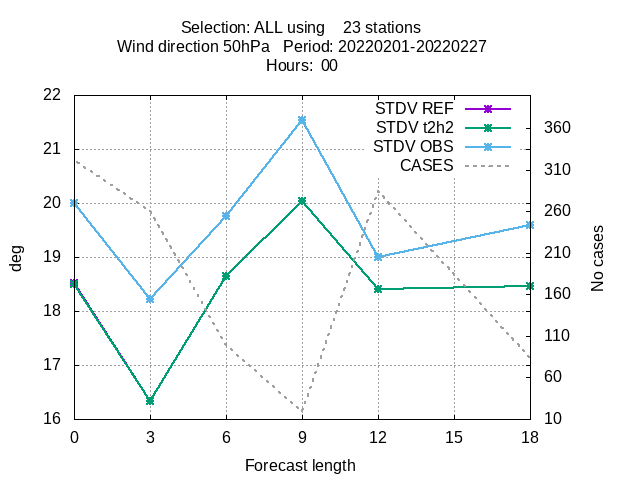 Selection: ALL using    23 stations
Wind direction 50hPa   Period: 20220201-20220227
Hours:  00
STDV REF
STDV t2h2
STDV OBS
CASES
22
21
20
19
18
17
16
deg
360
310
260
210
160
110
60
10
No cases
0 3 6 9 12 15 18
Forecast length